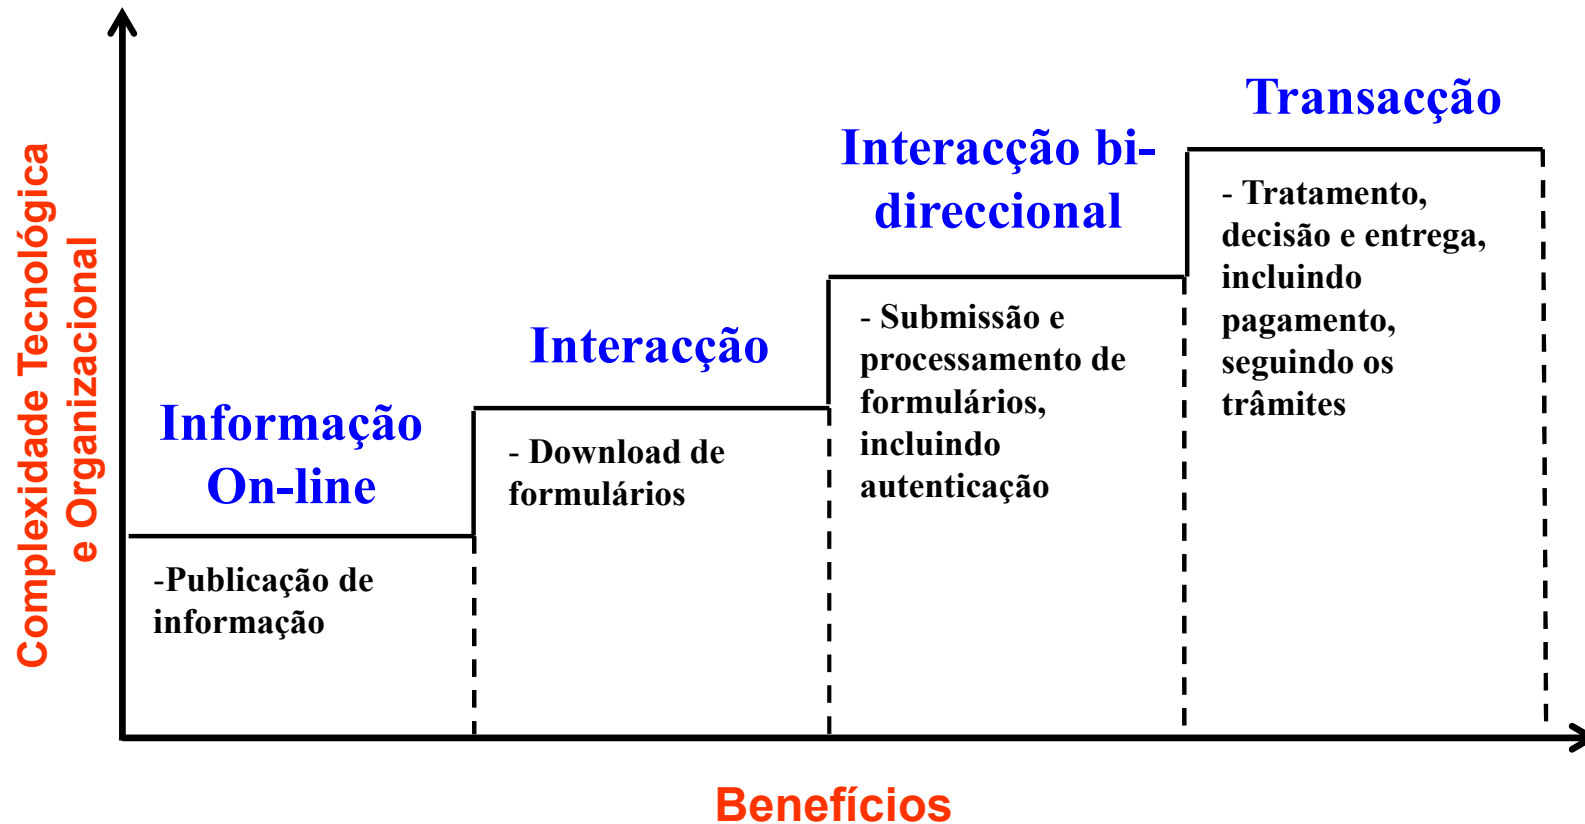 Complexidade Tecnológica
e Organizacional
Informação
On-line
-Publicação de
informação
Interacção
- Download de
formulários
Interacção bi-
direccional
- Submissão e
processamento de
formulários,
incluindo
autenticação
Transacção
- Tratamento,
decisão e entrega,
incluindo
pagamento,
seguindo os
trâmites
Benefícios